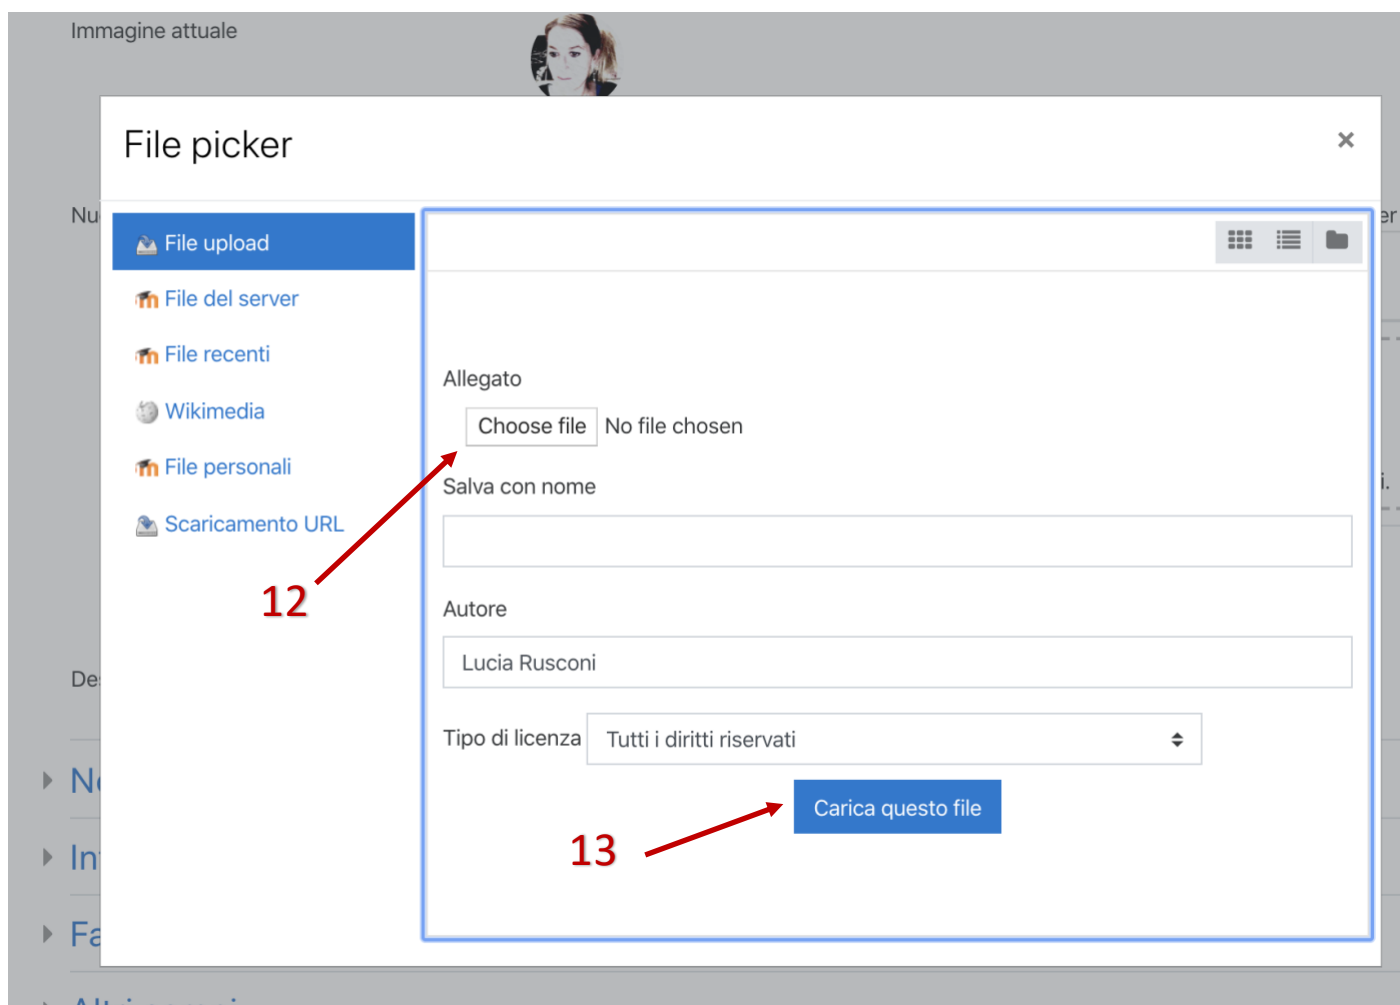 Immagine attuale
File picker
×
File upload
File del server
File recenti
Wikimedia
File personali
Scaricamento URL
12
Allegato
Choose file No file chosen
Salva con nome
Autore
Lucia Rusconi
Tipo di licenza Tutti i diritti riservati
Carica questo file
13